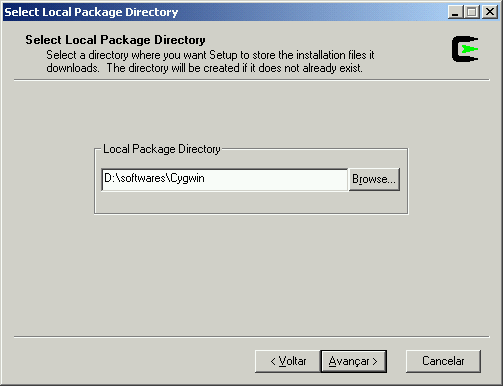 Select Local Package Directory
Select Local Package Directory
Select a directory where you want Setup to store the installation files it
downloads. The directory will be created if it does not already exist.
Local Package Directory
D:\softwares\Cygwin
Browse...
< Voltar
Avançar >
Cancelar